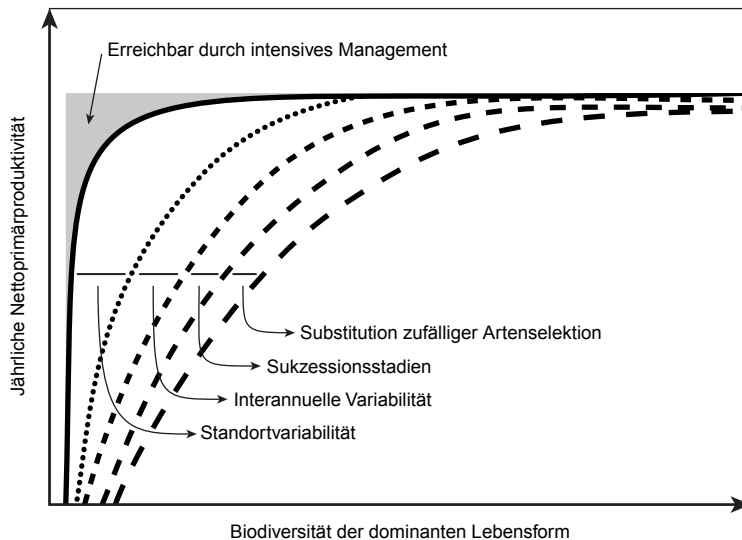 Erreichbar durch intensives Management
Jährliche Nettoprimärproduktivität
Substitution zufälliger Artenselektion
Sukzessionsstadien
Interannuelle Variabilität
Standortvariabilität
Biodiversität der dominanten Lebensform